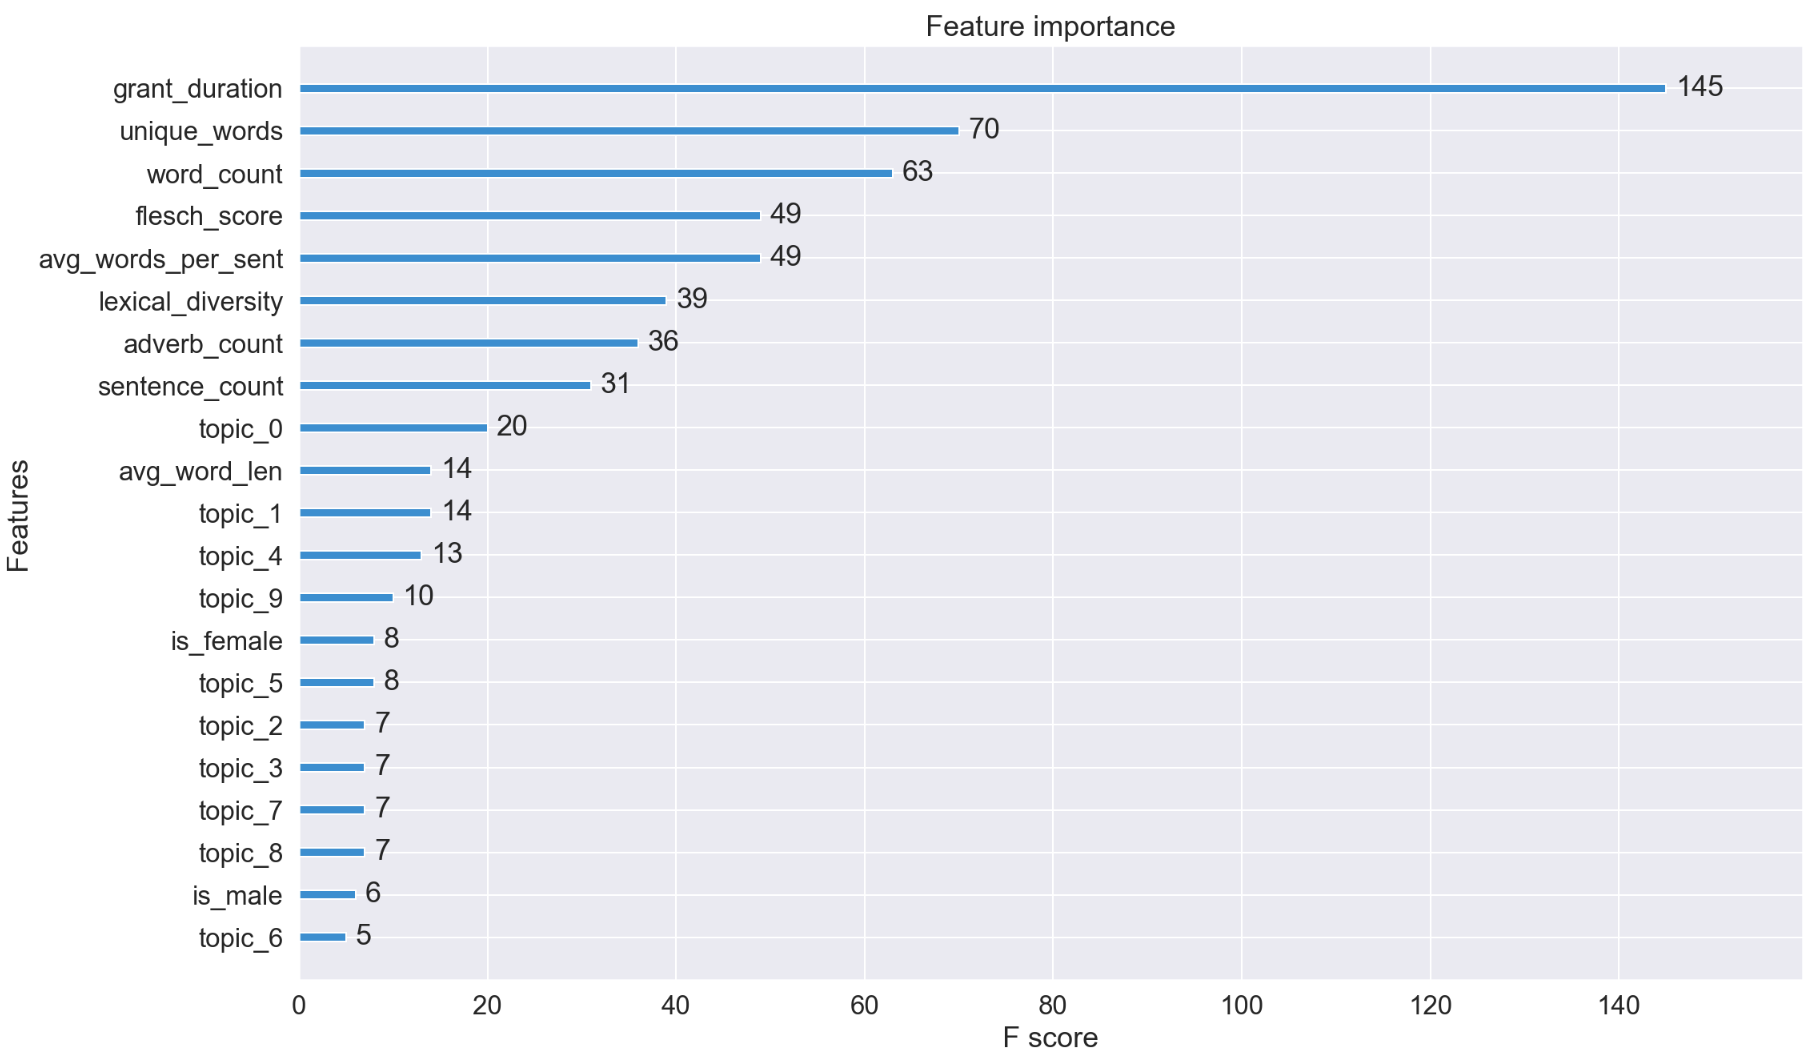 Feature importance
grant_duration 145
unique_words 70
word_count 63
flesch_score 49
avg_words_per_sent 49
lexical_diversity 39
adverb_count 36
sentence_count 31
topic_0 20
avg_word_len 14
topic_1 14
topic_4 13
topic_9 10
is_female 8
topic_5 8
topic_2 7
topic_3 7
topic_7 7
topic_8 7
is_male 6
topic_6 5
Features
0 20 40 60 80 100 120 140
F score